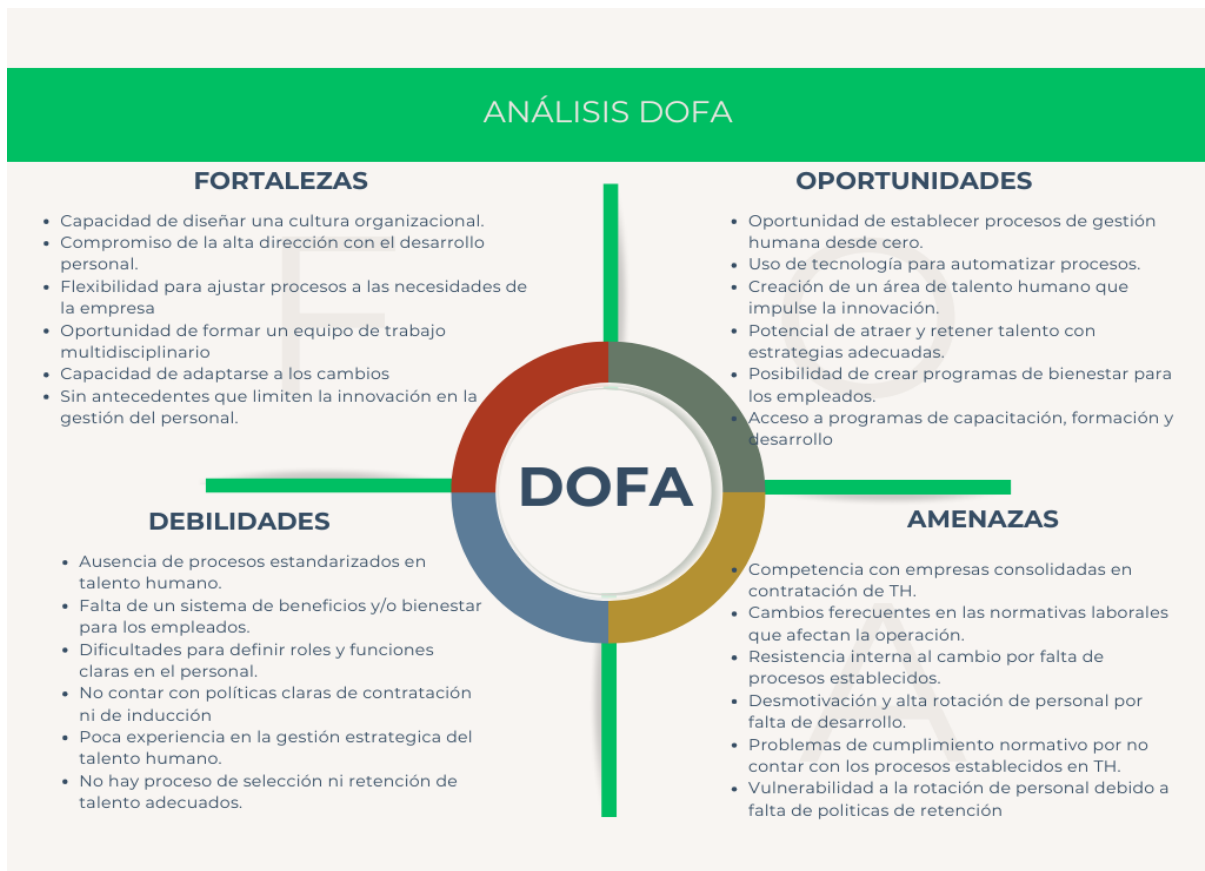 ANÁLISIS DOFA
FORTALEZAS
• Capacidad de diseñar una cultura organizacional.
• Compromiso de la alta dirección con el desarrollo
personal.
• Flexibilidad para ajustar procesos a las necesidades de
la empresa
• Oportunidad de formar un equipo de trabajo
multidisciplinario
• Capacidad de adaptarse a los cambios
• Sin antecedentes que limiten la innovación en la
gestión del personal.
F
OPORTUNIDADES
• Oportunidad de establecer procesos de gestión
humana desde cero.
• Uso de tecnología para automatizar procesos.
• Creación de un área de talento humano que
impulse la innovación.
• Potencial de atraer y retener talento con
estrategias adecuadas.
• Posibilidad de crear programas de bienestar para
los empleados.
• Acceso a programas de capacitación, formación y
desarrollo
O
DOFA
DEBILIDADES
• Ausencia de procesos estandarizados en
talento humano.
• Falta de un sistema de beneficios y/o bienestar
para los empleados.
• Dificultades para definir roles y funciones
claras en el personal.
• No contar con políticas claras de contratación
ni de inducción
• Poca experiencia en la gestión estrategica del
talento humano.
• No hay proceso de selección ni retención de
talento adecuados.
AMENAZAS
• Competencia con empresas consolidadas en
contratación de TH.
• Cambios ferecuentes en las normativas laborales
que afectan la operación.
• Resistencia interna al cambio por falta de
procesos establecidos.
• Desmotivación y alta rotación de personal por
falta de desarrollo.
• Problemas de cumplimiento normativo por no
contar con los procesos establecidos en TH.
• Vulnerabilidad a la rotación de personal debido a
falta de politicas de retención
A